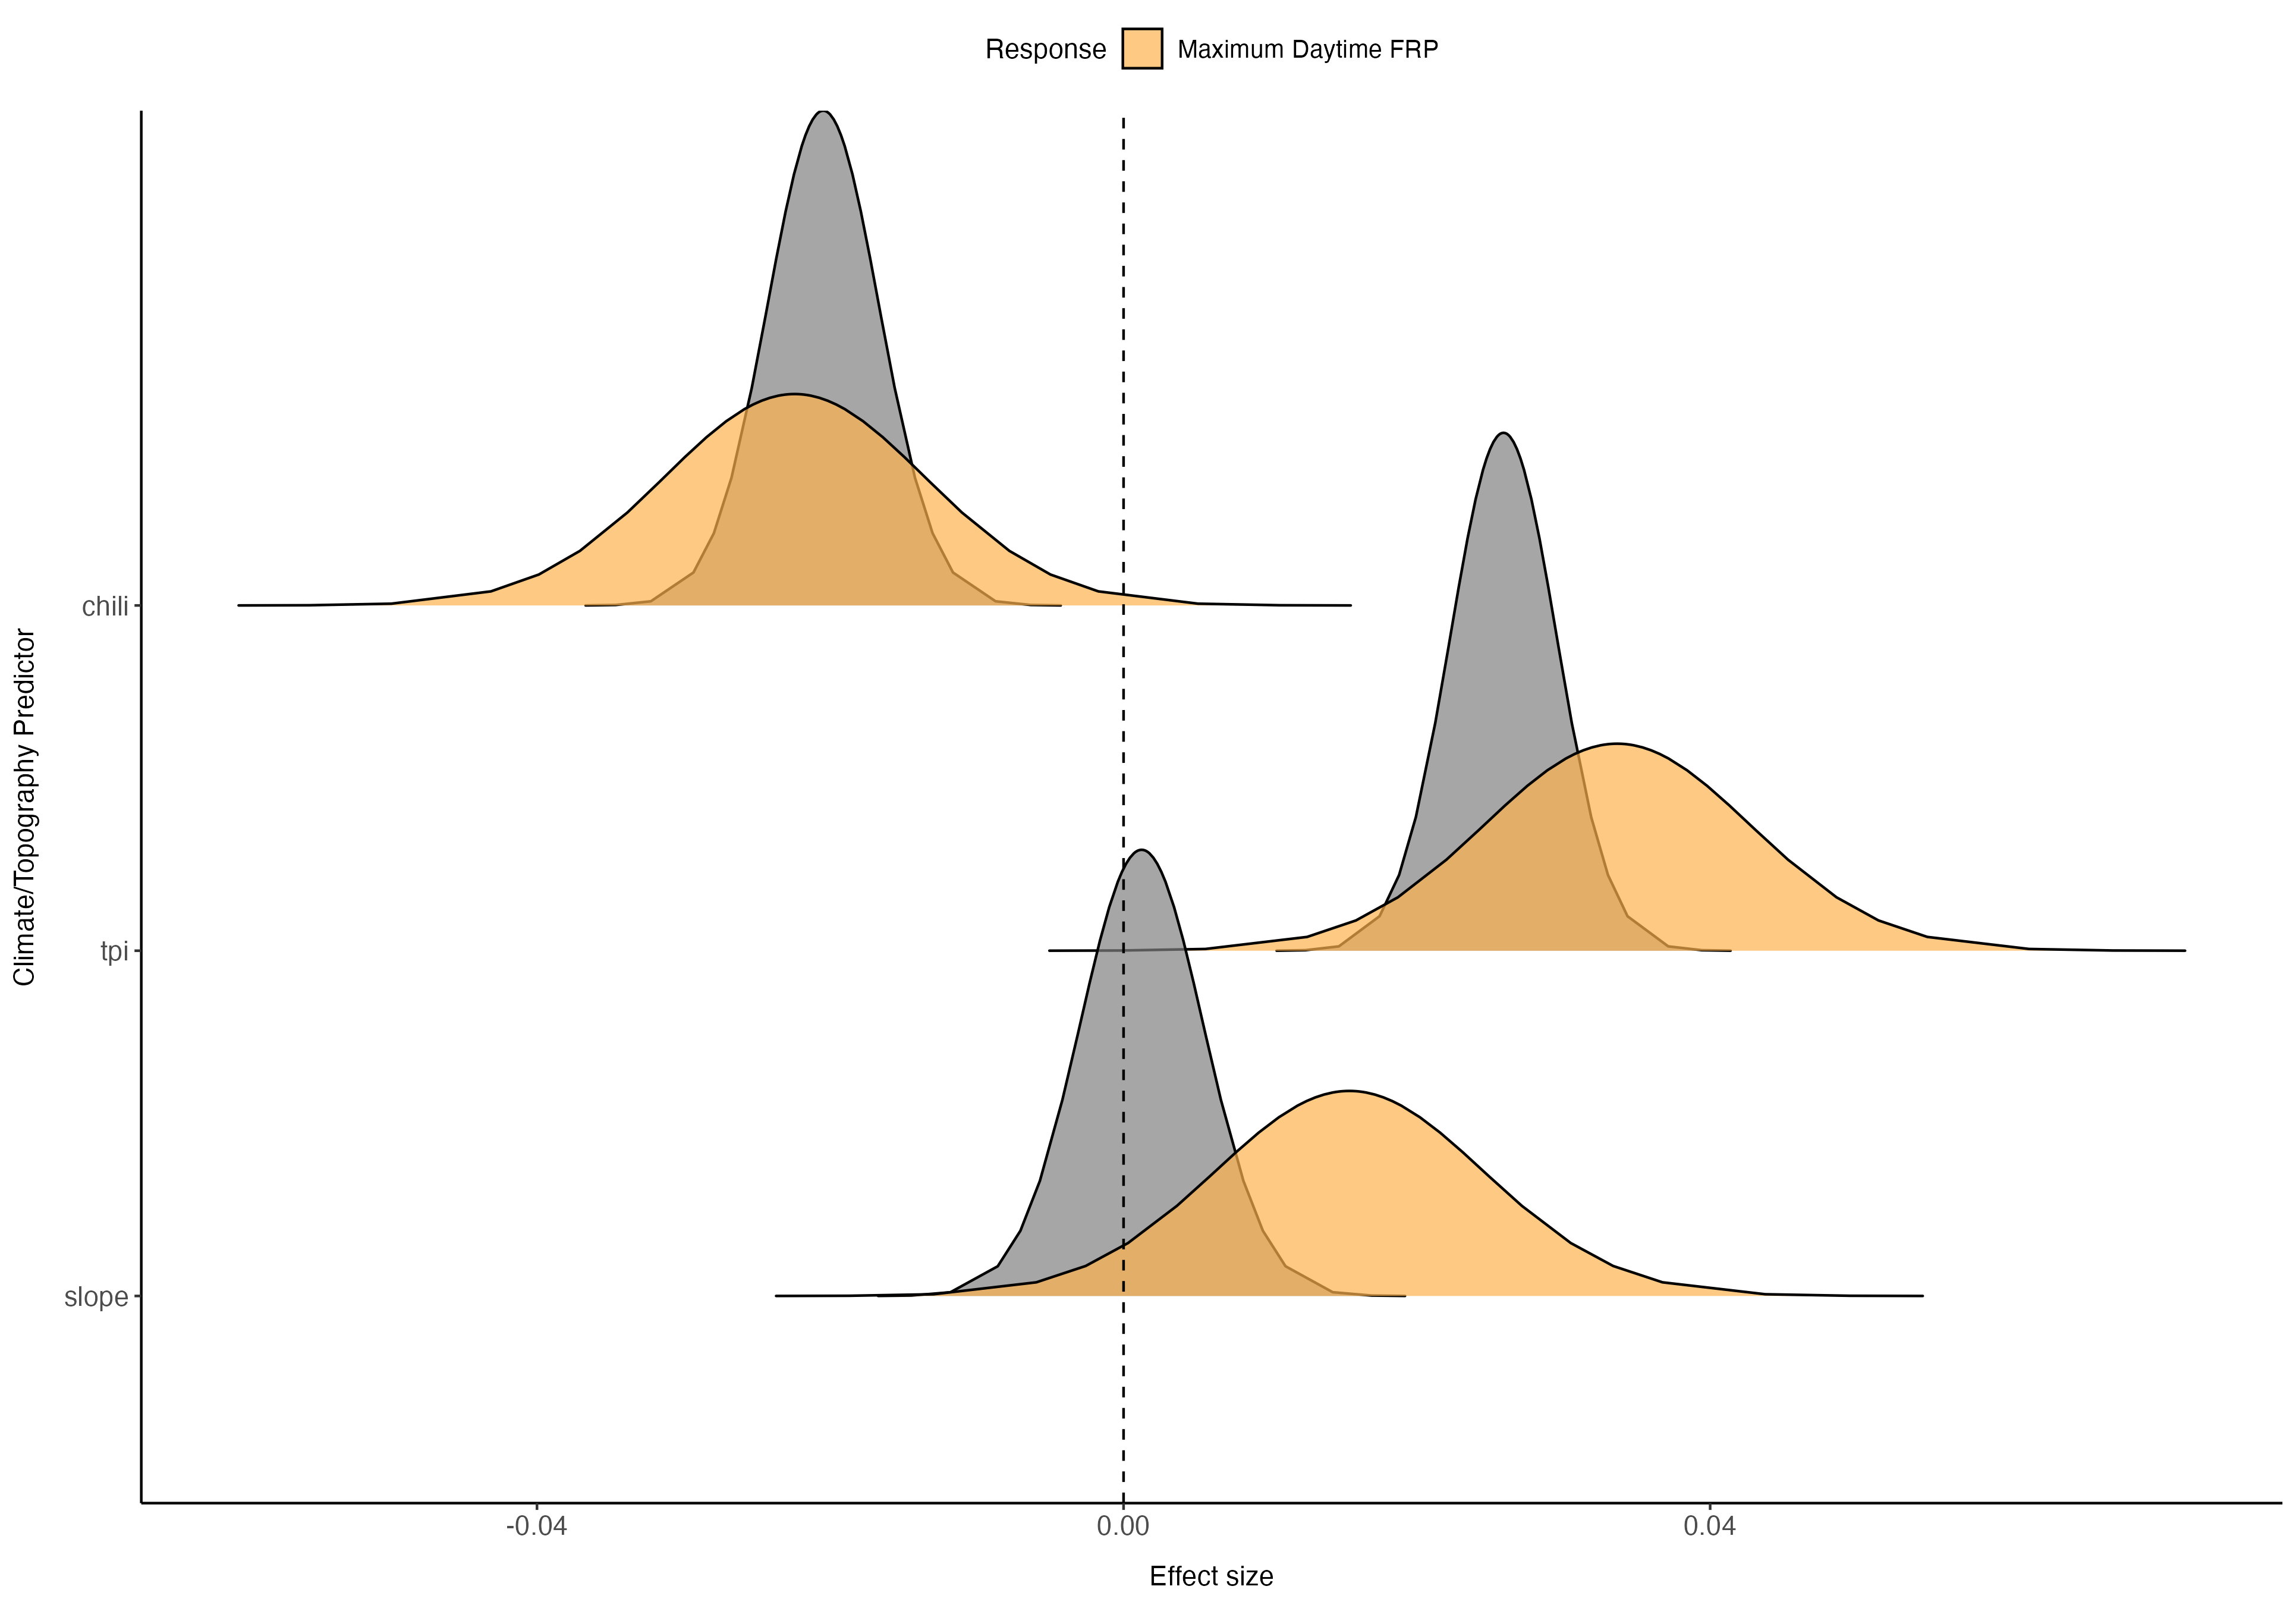 Response Maximum Daytime FRP
Climate/Topography Predictor
chili
tpi
slope
-0.04 0.00 0.04
Effect size